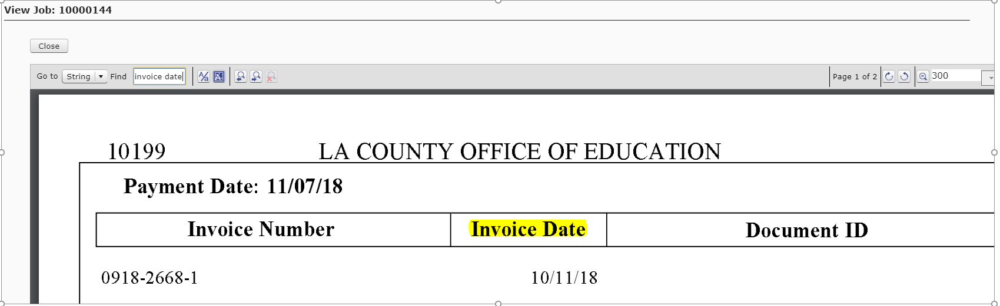 View Job: 10000144
Close
Go to String Find invoice date A/a A Page 1 of 2 300
10199 LA COUNTY OFFICE OF EDUCATION
Payment Date: 11/07/18
Invoice Number Invoice Date Document ID
0918-2668-1 10/11/18